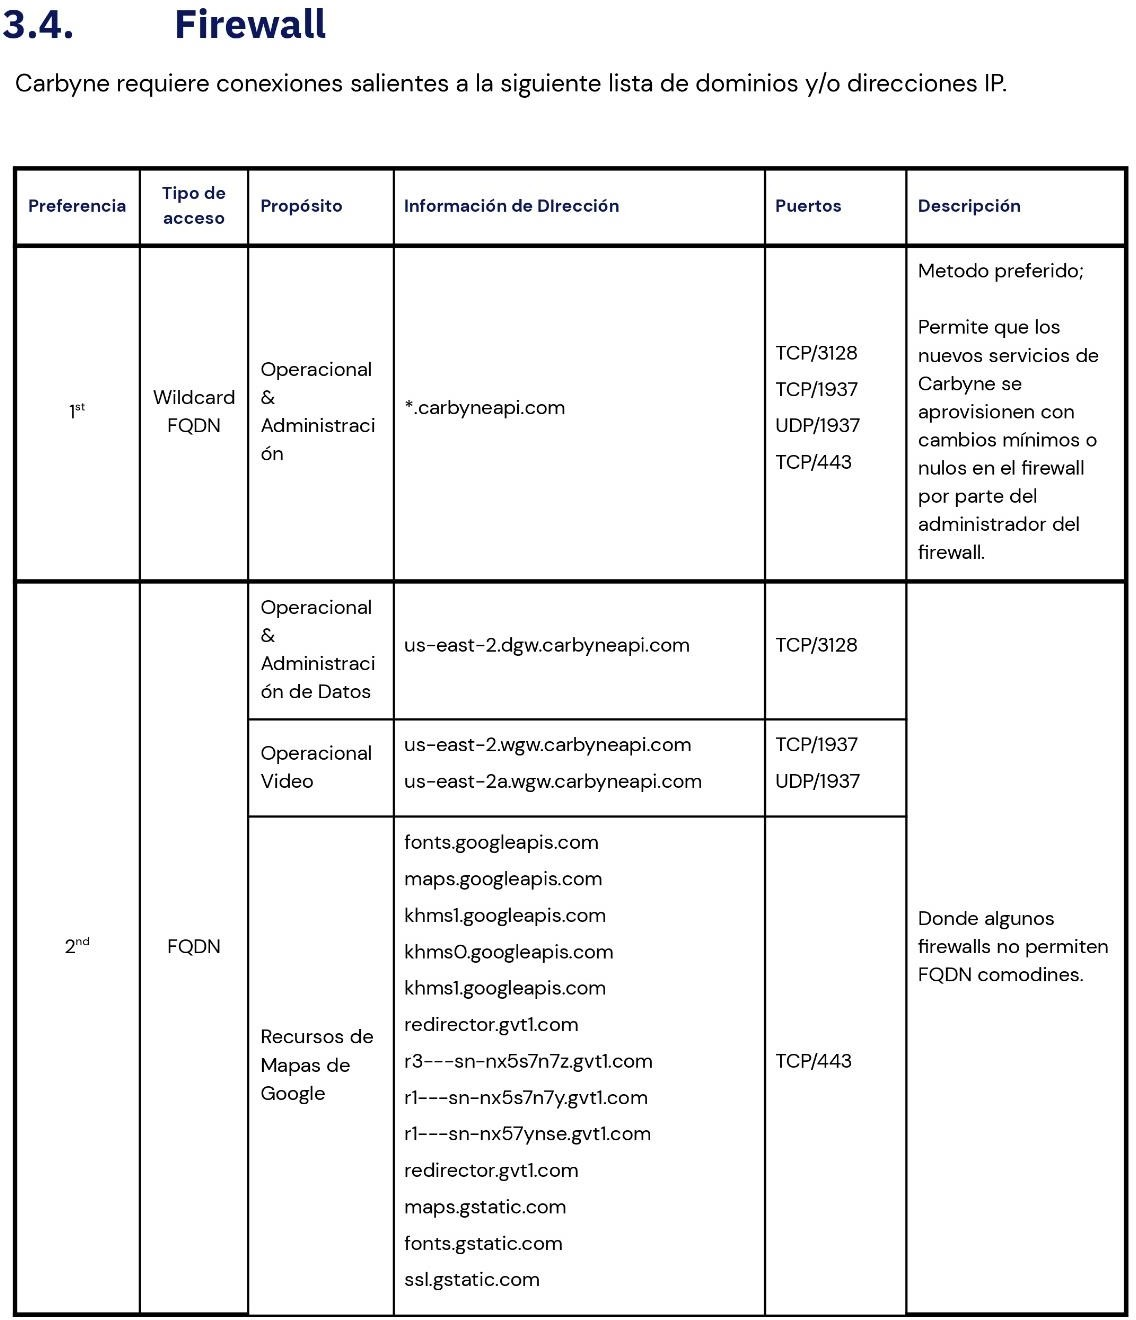 3.4. Firewall
Carbyne requiere conexiones salientes a la siguiente lista de dominios y/o direcciones IP.
Preferencia
Tipo de
acceso
Propósito
Información de DIrección
Puertos
Descripción
1st
Wildcard
FQDN
Operacional
&
Administraci
ón
*.carbyneapi.com
TCP/3128
TCP/1937
UDP/1937
TCP/443
Metodo preferido;
Permite que los
nuevos servicios de
Carbyne se
aprovisionen con
cambios mínimos o
nulos en el firewall
por parte del
administrador del
firewall.
2nd
FQDN
Operacional
&
Administraci
ón de Datos
us-east-2.dgw.carbyneapi.com
TCP/3128
Operacional
Video
us-east-2.wgw.carbyneapi.com
us-east-2a.wgw.carbyneapi.com
TCP/1937
UDP/1937
Recursos de
Mapas de
Google
fonts.googleapis.com
maps.googleapis.com
khms1.googleapis.com
khms0.googleapis.com
khms1.googleapis.com
redirector.gvt1.com
r3---sn-nx5s7n7z.gvt1.com
r1---sn-nx5s7n7y.gvt1.com
r1---sn-nx57ynse.gvt1.com
redirector.gvt1.com
maps.gstatic.com
fonts.gstatic.com
ssl.gstatic.com
TCP/443
Donde algunos
firewalls no permiten
FQDN comodines.